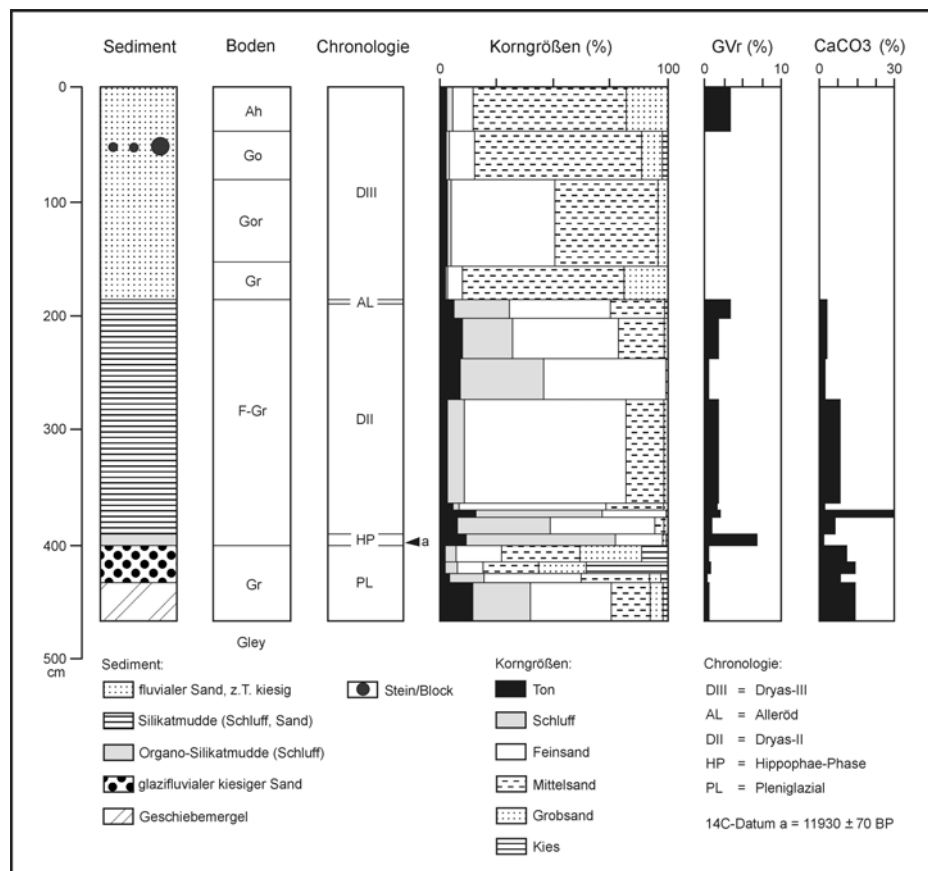 Sediment Boden Chronologie Korngrößen (%) GVr (%) CaCO3 (%)
0 100 0 10 0 30
0
100
200
300
400
500
cm
Ah
Go
Gor
Gr
F-Gr
Gr
Gley
DIII
AL
DII
HP
PL
a
Sediment:
fluvialer Sand, z.T. kiesig
Silikatmudde (Schluff, Sand)
Organo-Silikatmudde (Schluff)
glazifluvialer kiesiger Sand
Geschiebemergel
Stein/Block
Korngrößen:
Ton
Schluff
Feinsand
Mittelsand
Grobsand
Kies
Chronologie:
DIII = Dryas-III
AL = Alleröd
DII = Dryas-II
HP = Hippophae-Phase
PL = Pleniglazial
14C-Datum a = 11930 ± 70 BP